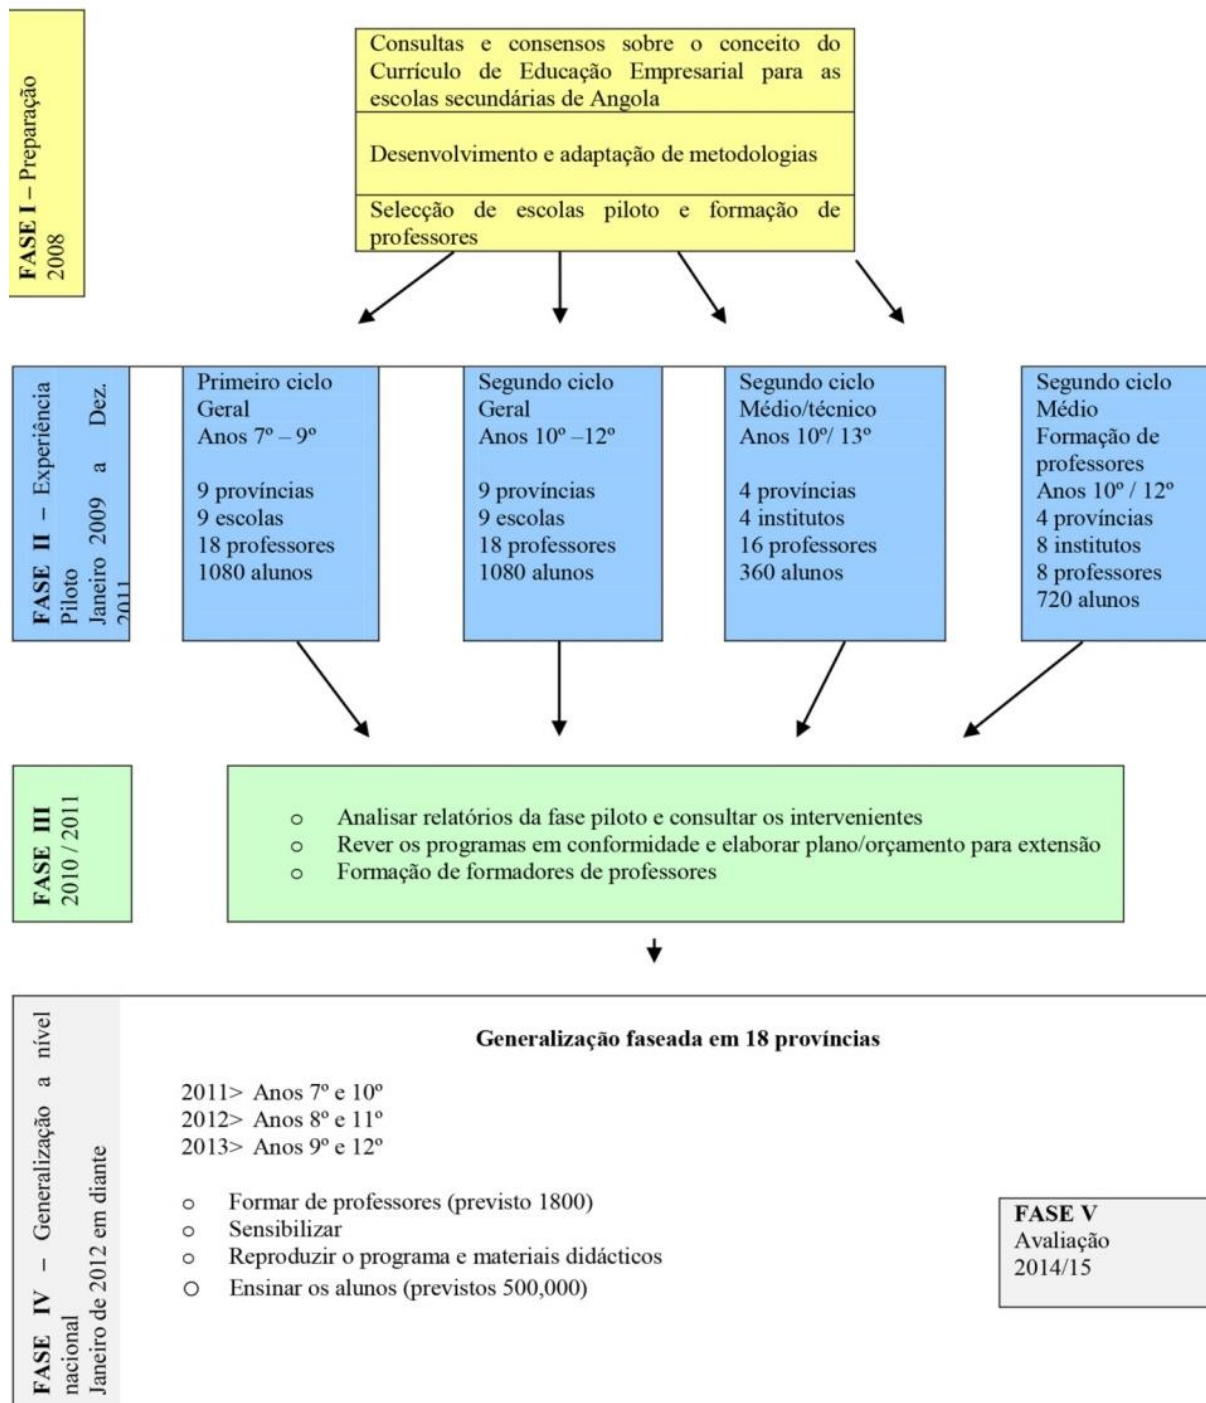 FASE I – Preparação
2008
Consultas e consensos sobre o conceito do
Currículo de Educação Empresarial para as
escolas secundárias de Angola
Desenvolvimento e adaptação de metodologias
Selecção de escolas piloto e formação de
professores
FASE II – Experiência
Piloto
Janeiro 2009 a Dez.
2011
Primeiro ciclo
Geral
Anos 7º – 9º
9 províncias
9 escolas
18 professores
1080 alunos
Segundo ciclo
Geral
Anos 10º –12º
9 províncias
9 escolas
18 professores
1080 alunos
Segundo ciclo
Médio/técnico
Anos 10º/ 13º
4 províncias
4 institutos
16 professores
360 alunos
Segundo ciclo
Médio
Formação de
professores
Anos 10º / 12º
4 províncias
8 institutos
8 professores
720 alunos
FASE III
2010 / 2011
o Analisar relatórios da fase piloto e consultar os intervenientes
o Rever os programas em conformidade e elaborar plano/orçamento para extensão
o Formação de formadores de professores
FASE IV – Generalização a nível
nacional
Janeiro de 2012 em diante
Generalização faseada em 18 províncias
2011> Anos 7º e 10º
2012> Anos 8º e 11º
2013> Anos 9º e 12º
o Formar de professores (previsto 1800)
o Sensibilizar
o Reproduzir o programa e materiais didácticos
o Ensinar os alunos (previstos 500,000)
FASE V
Avaliação
2014/15